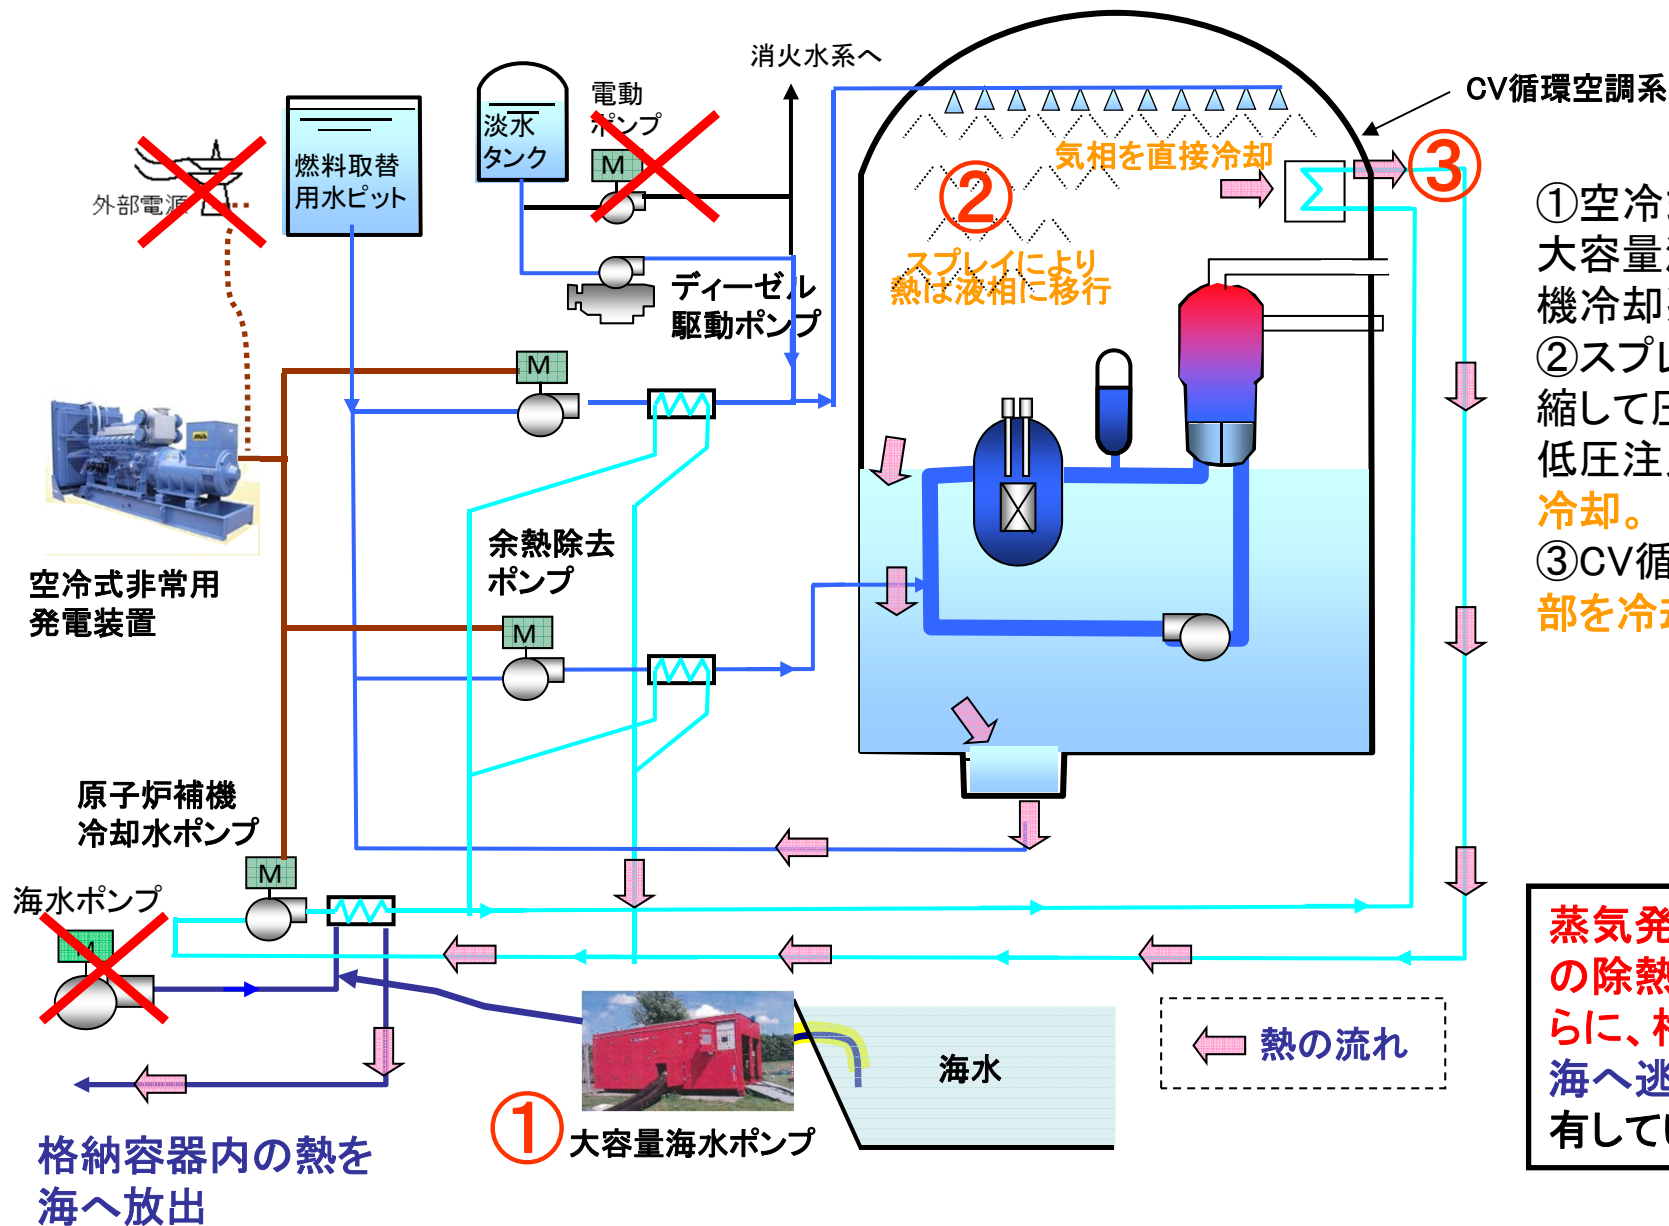 消火水系へ
CV循環空調系
電動
ポンプ
淡水
タンク
M
燃料取替
用水ピット
外部電源
気相を直接冷却
③
②
スプレイにより
熱は液相に移行
ディーゼル
駆動ポンプ
M
空冷式非常用
発電装置
余熱除去
ポンプ
M
原子炉補機
冷却水ポンプ
M
海水ポンプ
M
①
大容量海水ポンプ
海水
熱の流れ
格納容器内の熱を
海へ放出
①空冷
大容量
機冷却
②スプレ
縮して圧
低圧注
冷却。
③CV循
部を冷却
蒸気発
の除熱
らに、格
海へ逃
有してい